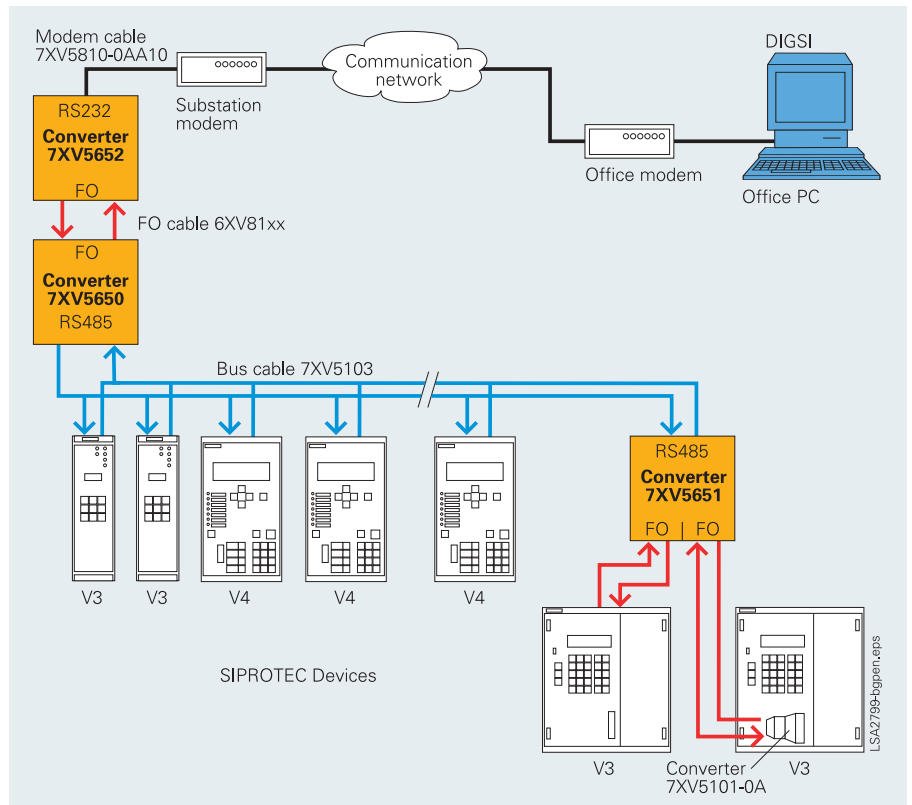 Modem cable
7XV5810-0AA10
Substation
modem
Communication
network
Office modem
DIGSI
Office PC
RS232
Converter
7XV5652
FO
FO cable 6XV81xx
FO
Converter
7XV5650
RS485
Bus cable 7XV5103
V3
V3
V4
V4
V4
RS485
Converter
7XV5651
FO | FO
SIPROTEC Devices
V3
Converter
7XV5101-0A
V3
LSA2799-bgpen.eps